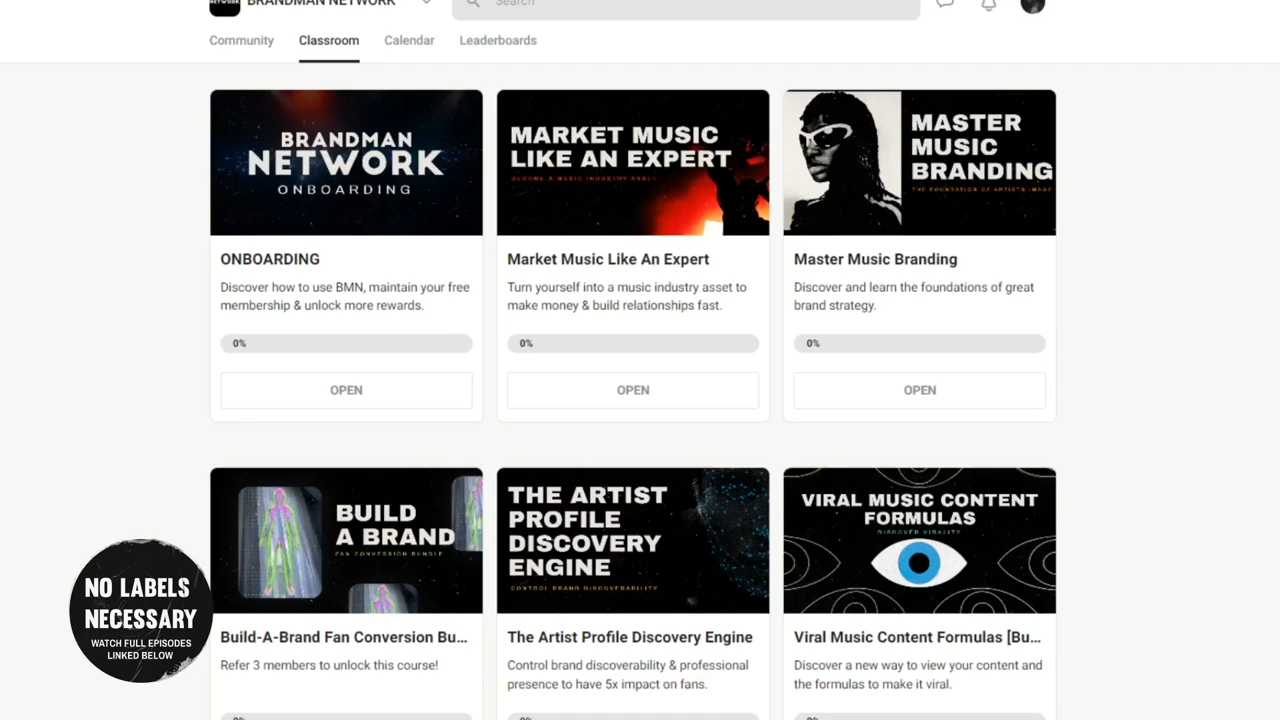 BRANDMAN NETWORK
Search
Community
Classroom
Calendar
Leaderboards
BRANDMAN
NETWORK
ONBOARDING
MARKET MUSIC
LIKE AN EXPERT
BECOME A MUSIC INDUSTRY ASSET
MASTER
MUSIC
BRANDING
THE FOUNDATION OF ARTISTS IMAGE
ONBOARDING
Discover how to use BMN, maintain your free
membership & unlock more rewards.
0%
OPEN
Market Music Like An Expert
Turn yourself into a music industry asset to
make money & build relationships fast.
0%
OPEN
Master Music Branding
Discover and learn the foundations of great
brand strategy.
0%
OPEN
BUILD
A BRAND
FAN CONVERSION BUNDLE
THE ARTIST
PROFILE
DISCOVERY
ENGINE
CONTROL BRAND DISCOVERABILITY
VIRAL MUSIC CONTENT
FORMULAS
DISCOVER VIRALITY
Build-A-Brand Fan Conversion Bu...
Refer 3 members to unlock this course!
The Artist Profile Discovery Engine
Control brand discoverability & professional
presence to have 5x impact on fans.
Viral Music Content Formulas [Bu...
Discover a new way to view your content and
the formulas to make it viral.
NO LABELS
NECESSARY
WATCH FULL EPISODES
LINKED BELOW